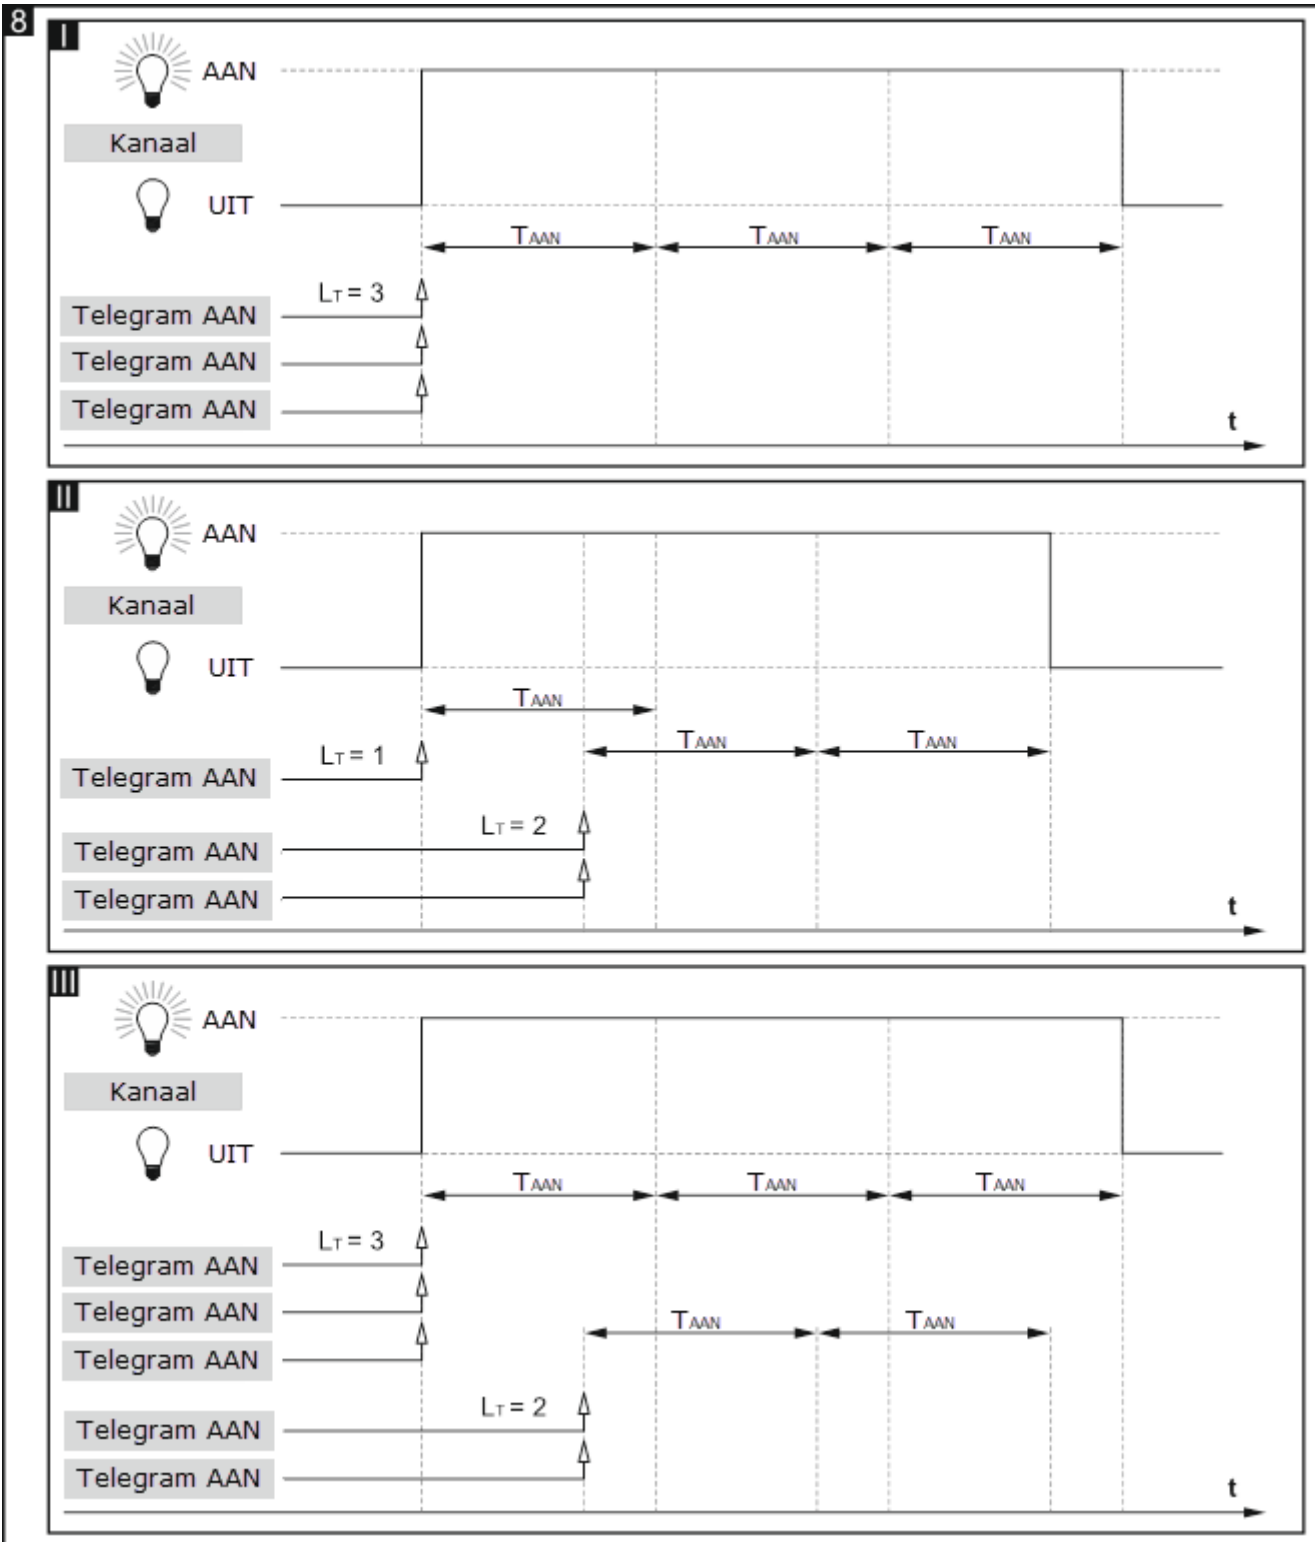 8
I
AAN
Kanaal
UIT
TAAN TAAN TAAN
LT = 3
Telegram AAN
Telegram AAN
Telegram AAN
t
II
AAN
Kanaal
UIT
TAAN
TAAN TAAN
LT = 1
Telegram AAN
LT = 2
Telegram AAN
Telegram AAN
t
III
AAN
Kanaal
UIT
TAAN TAAN TAAN
LT = 3
Telegram AAN
Telegram AAN
Telegram AAN
TAAN TAAN
LT = 2
Telegram AAN
Telegram AAN
t